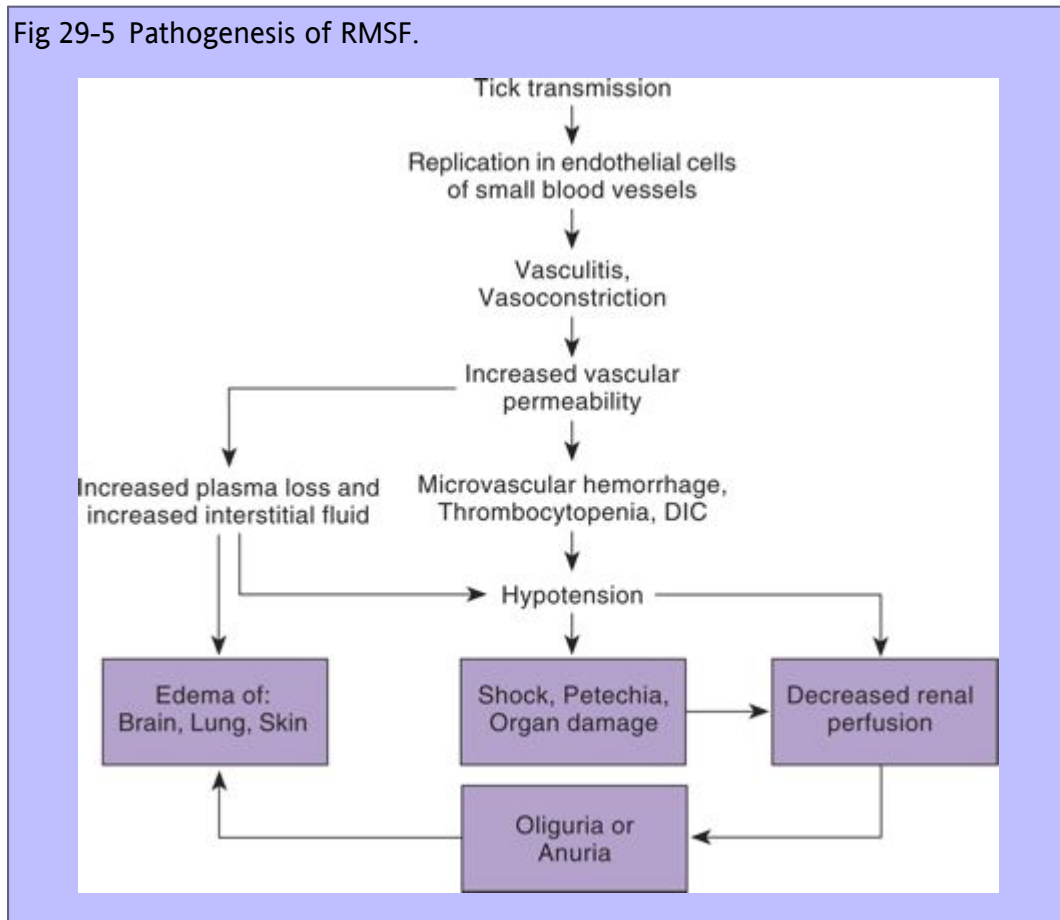 Fig 29-5 Pathogenesis of RMSF.
Tick transmission
Replication in endothelial cells
of small blood vessels
Vasculitis,
Vasoconstriction
Increased vascular
permeability
Increased plasma loss and
increased interstitial fluid
Microvascular hemorrhage,
Thrombocytopenia, DIC
Hypotension
Edema of:
Brain, Lung, Skin
Shock, Petechia,
Organ damage
Decreased renal
perfusion
Oliguria or
Anuria